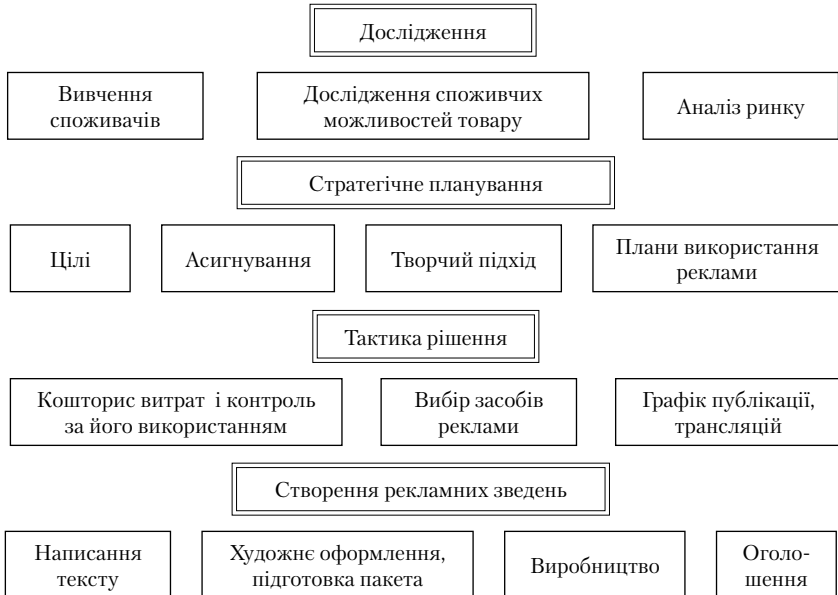 Дослідження
Вивчення
споживачів
Дослідження споживчих
можливостей товару
Аналіз ринку
Стратегічне планування
Цілі
Асигнування
Творчий підхід
Плани використання
реклами
Тактика рішення
Кошторис витрат і контроль
за його використанням
Вибір засобів
реклами
Графік публікації,
трансляцій
Створення рекламних зведень
Написання
тексту
Художнє оформлення,
підготовка пакета
Виробництво
Оголо-
шення